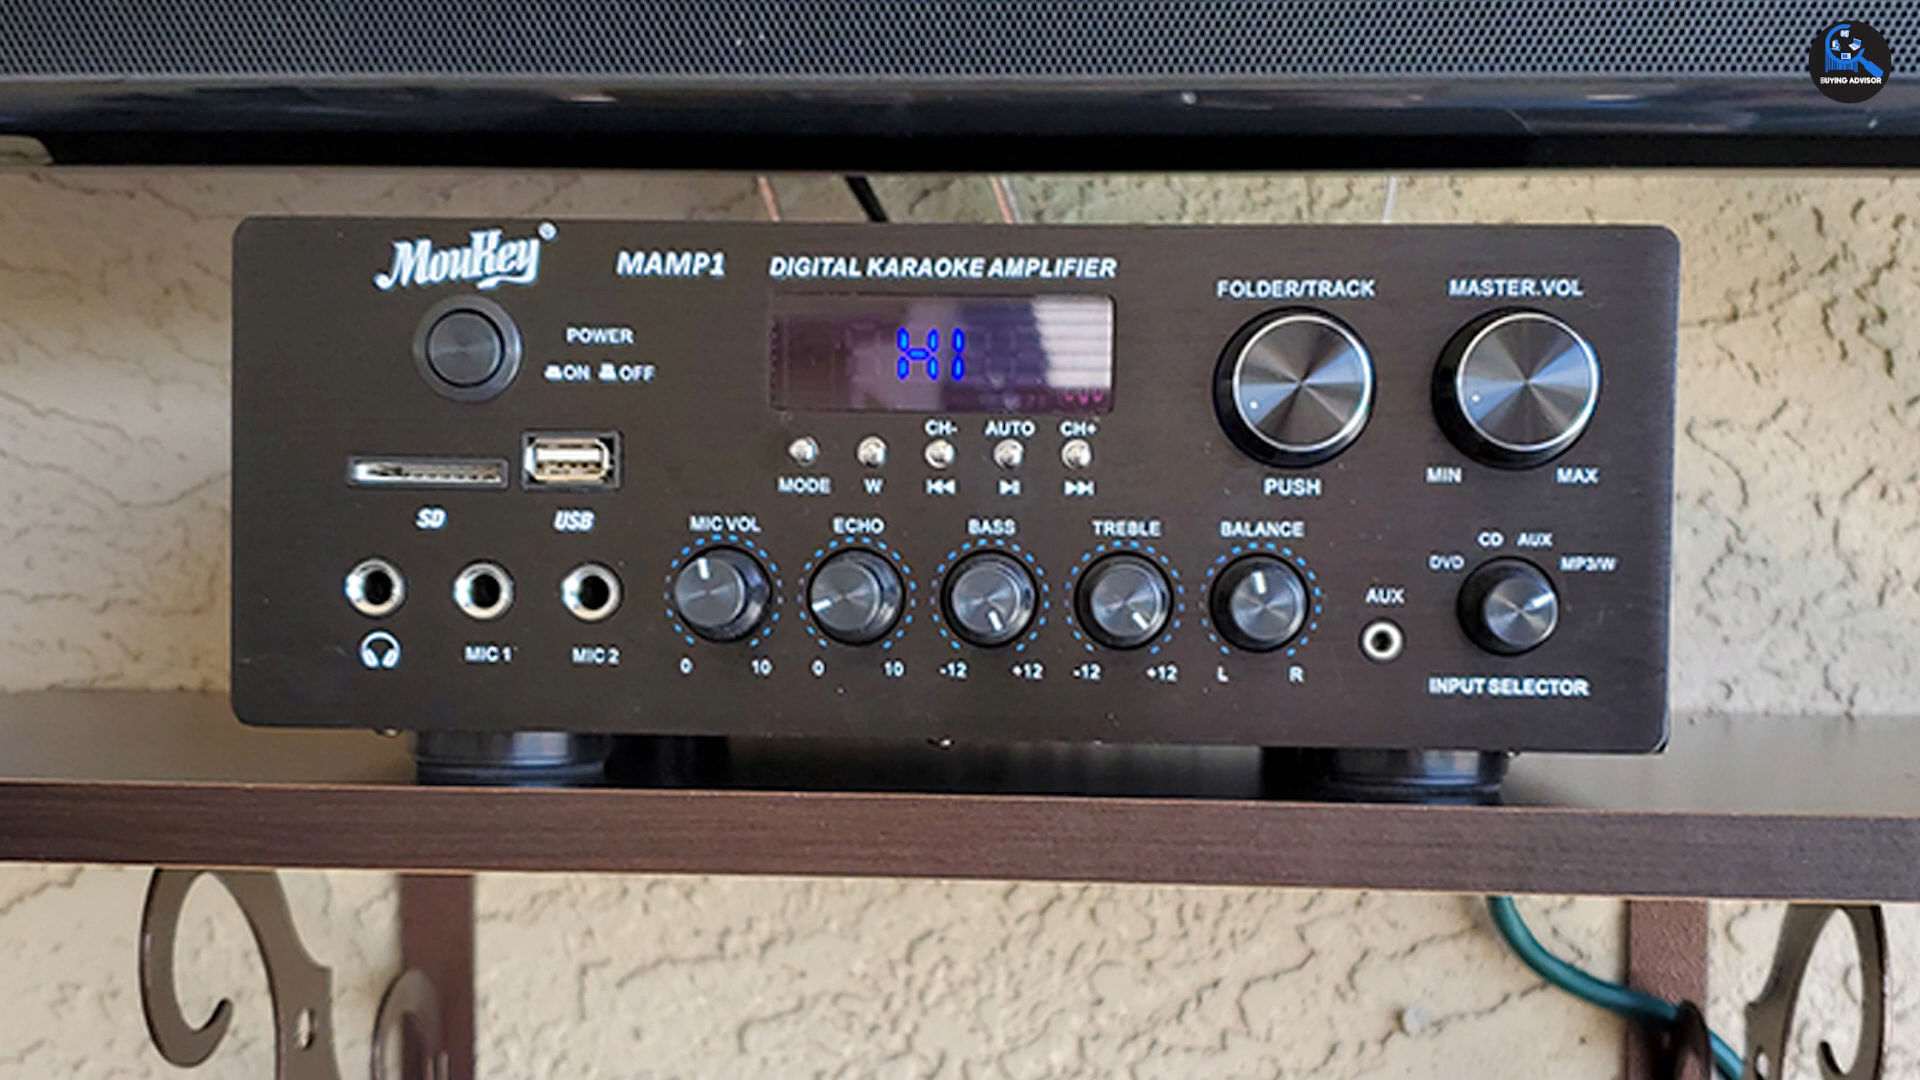 BUYING ADVISOR
Moukey®
MAMP1
DIGITAL KARAOKE AMPLIFIER
POWER
ON OFF
HI
FOLDER/TRACK
PUSH
MASTER.VOL
MIN MAX
CH- AUTO CH+
MODE W
SD USB
MIC 1 MIC 2
MIC VOL ECHO BASS TREBLE BALANCE
0 10 0 10 -12 +12 -12 +12 L R
AUX
CD AUX
DVD MP3/W
INPUT SELECTOR